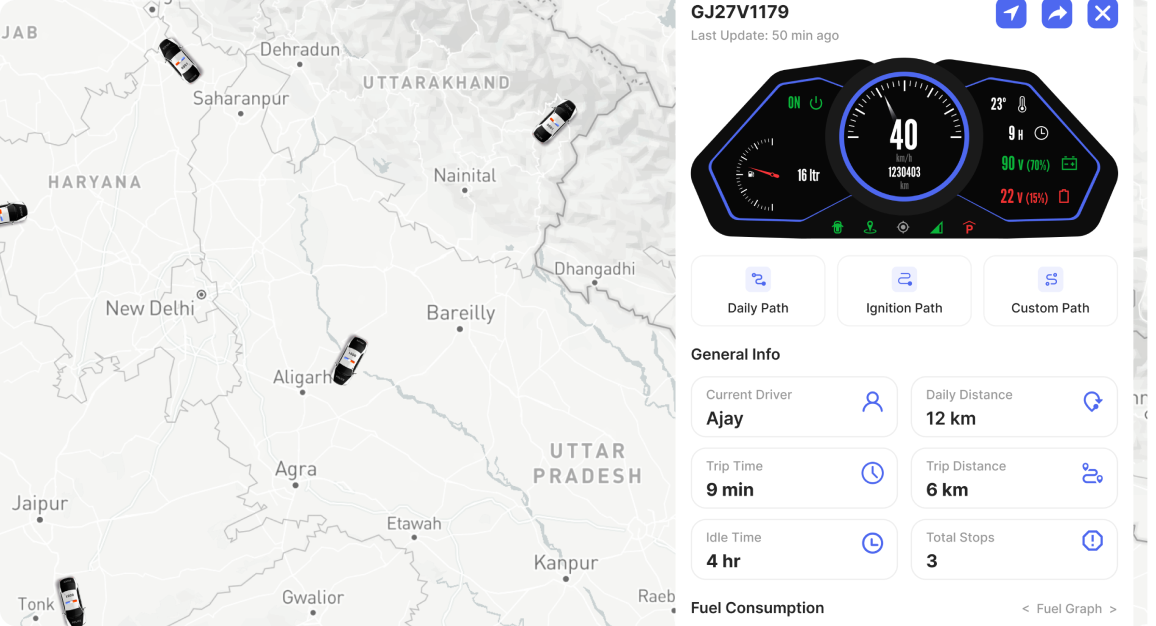 JAB
Dehradun
UTTARAKHAND
Saharanpur
HARYANA
Nainital
Dhangadhi
New Delhi
Bareilly
Aligarh
UTTAR
PRADESH
Agra
Jaipur
Etawah
Kanpur
Tonk
Gwalior
Raeb
GJ27V1179
Last Update: 50 min ago
ON
23°
40
9 H
km/h
90 V (70%)
16 ltr
1230403
km
22 V (15%)
P
Daily Path
Ignition Path
Custom Path
General Info
Current Driver
Ajay
Daily Distance
12 km
Trip Time
9 min
Trip Distance
6 km
Idle Time
4 hr
Total Stops
3
Fuel Consumption
< Fuel Graph >